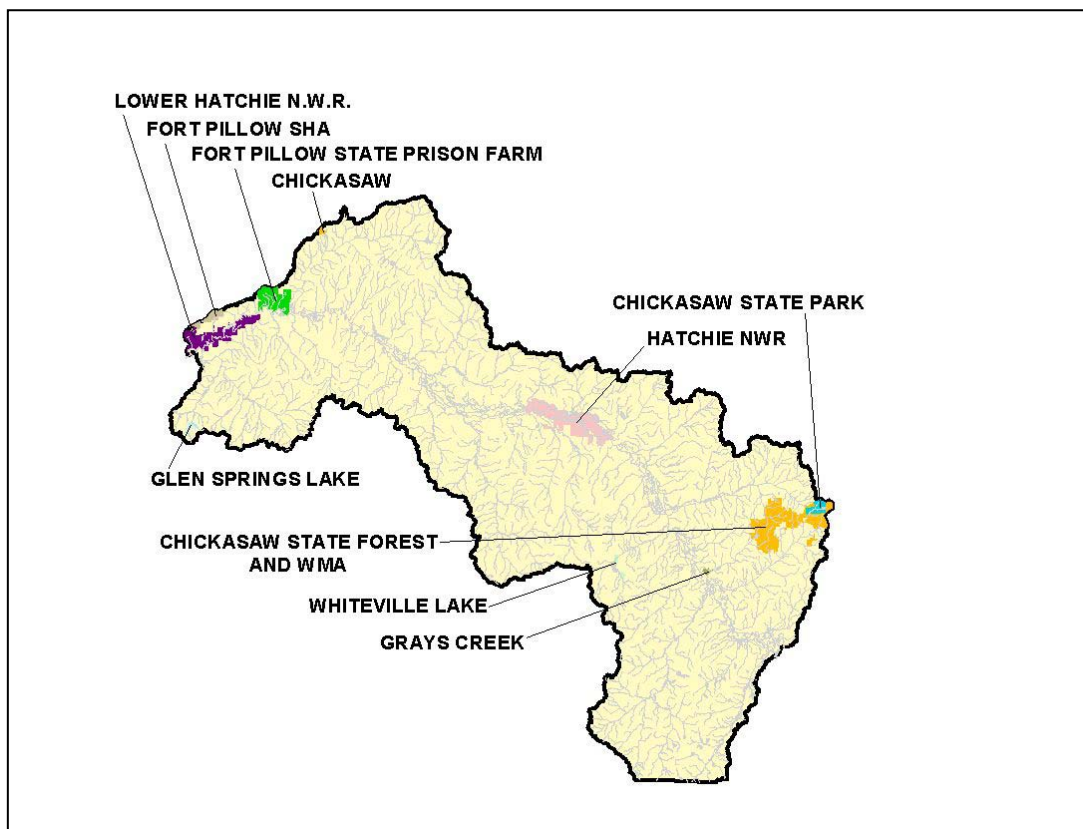 LOWER HATCHIE N.W.R.
FORT PILLOW SHA
FORT PILLOW STATE PRISON FARM
CHICKASAW
CHICKASAW STATE PARK
HATCHIE NWR
GLEN SPRINGS LAKE
CHICKASAW STATE FOREST
AND WMA
WHITEVILLE LAKE
GRAYS CREEK